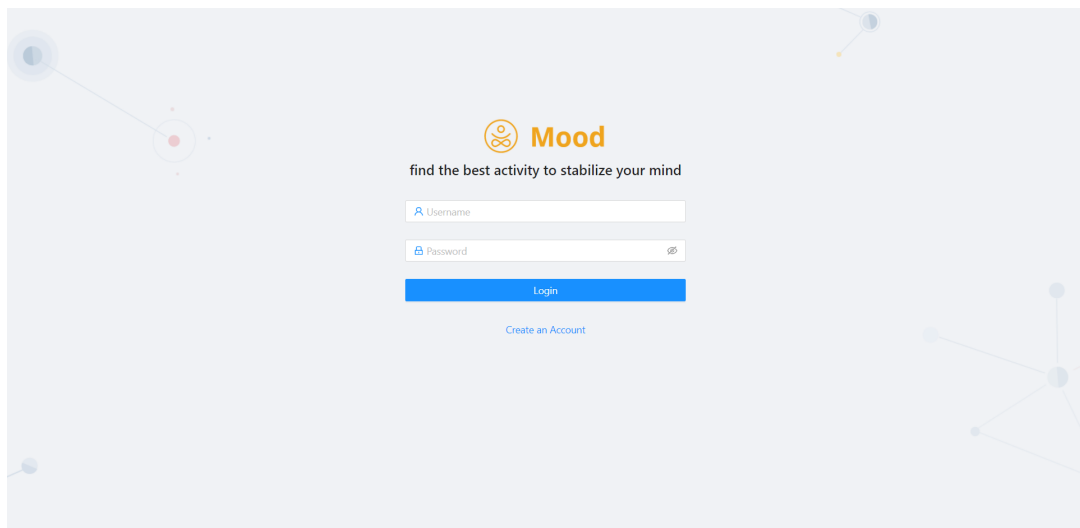 Mood
find the best activity to stabilize your mind
Username
Password
Login
Create an Account